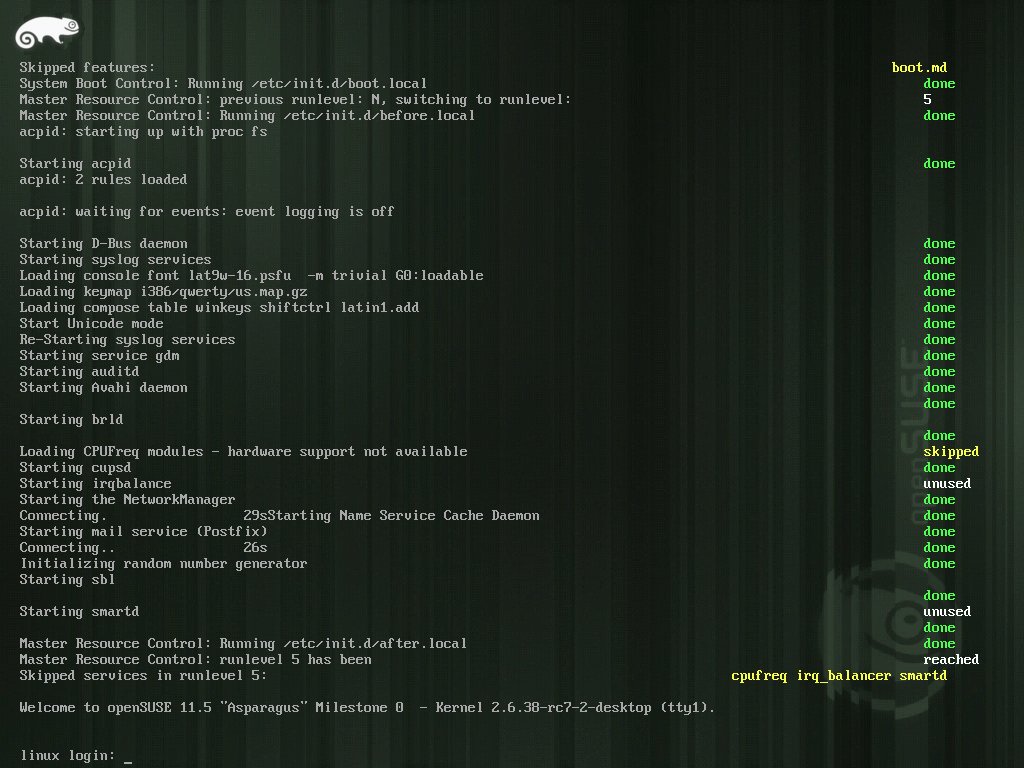 Skipped features: boot.md
System Boot Control: Running /etc/init.d/boot.local done
Master Resource Control: previous runlevel: N, switching to runlevel: 5
Master Resource Control: Running /etc/init.d/before.local done
acpid: starting up with proc fs
Starting acpid done
acpid: 2 rules loaded
acpid: waiting for events: event logging is off
Starting D-Bus daemon done
Starting syslog services done
Loading console font lat9w-16.psfu  -m trivial G0:loadable done
Loading keymap i386/qwerty/us.map.gz done
Loading compose table winkeys shiftctrl latin1.add done
Start Unicode mode done
Re-Starting syslog services done
Starting service gdm done
Starting auditd done
Starting Avahi daemon done
done
Starting brld
done
Loading CPUFreq modules - hardware support not available skipped
Starting cupsd done
Starting irqbalance unused
Starting the NetworkManager done
Connecting. 29sStarting Name Service Cache Daemon done
Starting mail service (Postfix) done
Connecting.. 26s done
Initializing random number generator done
Starting sbl
done
Starting smartd unused
done
Master Resource Control: Running /etc/init.d/after.local done
Master Resource Control: runlevel 5 has been reached
Skipped services in runlevel 5: cpufreq irq_balancer smartd
Welcome to openSUSE 11.5 "Asparagus" Milestone 0  - Kernel 2.6.38-rc7-2-desktop (tty1).
linux login: _
openSUSE